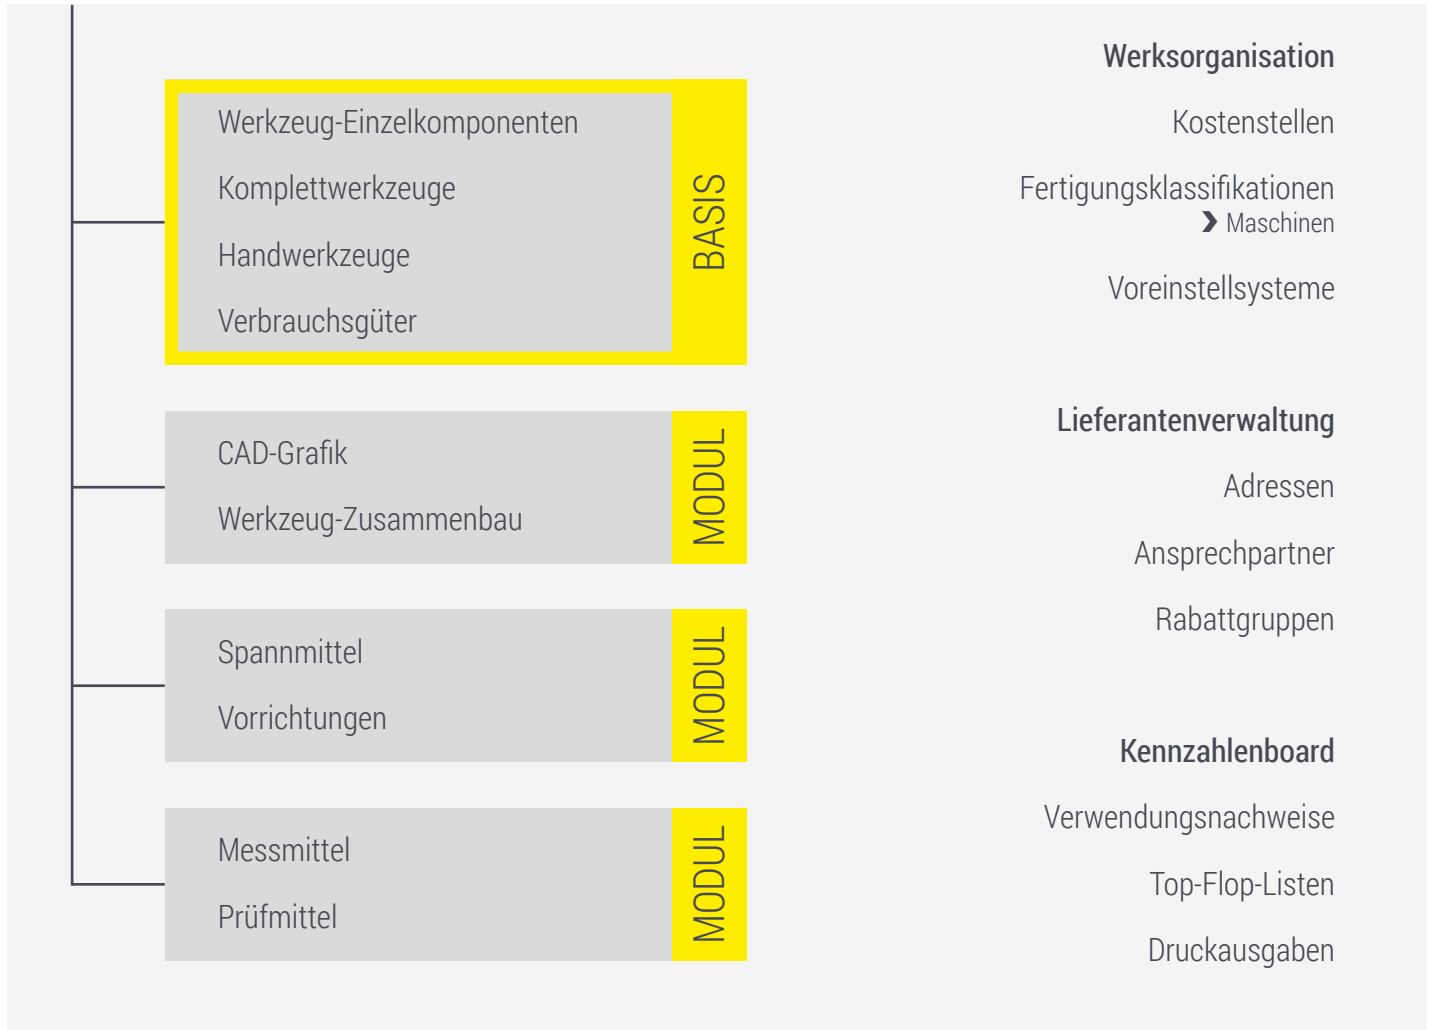 Werkzeug-Einzelkomponenten
Komplettwerkzeuge
Handwerkzeuge
Verbrauchsgüter
BASIS
CAD-Grafik
Werkzeug-Zusammenbau
MODUL
Spannmittel
Vorrichtungen
MODUL
Messmittel
Prüfmittel
MODUL
Werksorganisation
Kostenstellen
Fertigungsklassifikationen
❯ Maschinen
Voreinstellsysteme
Lieferantenverwaltung
Adressen
Ansprechpartner
Rabattgruppen
Kennzahlenboard
Verwendungsnachweise
Top-Flop-Listen
Druckausgaben